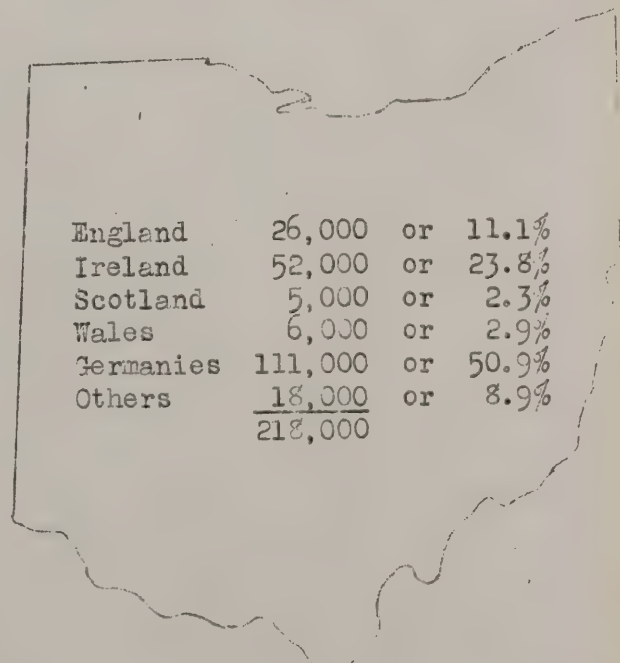 England 26,000 or 11.1%
Ireland 52,000 or 23.8%
Scotland 5,000 or 2.3%
Wales 6,000 or 2.9%
Germanies 111,000 or 50.9%
Others 18,000 or 8.9%
218,000